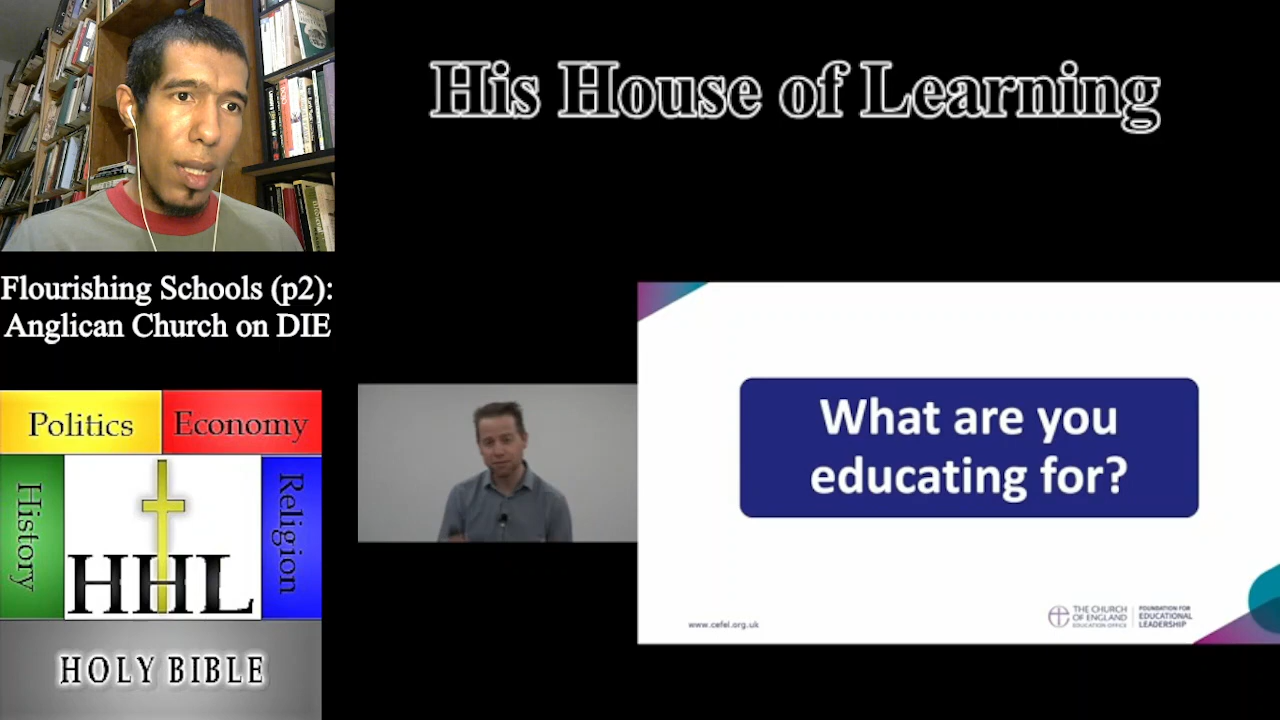 His House of Learning
Flourishing Schools (p2):
Anglican Church on DIE
Politics
Economy
History
Religion
HHL
HOLY BIBLE
What are you
educating for?
www.cefel.org.uk
THE CHURCH
OF ENGLAND
EDUCATION OFFICE
FOUNDATION FOR
EDUCATIONAL
LEADERSHIP